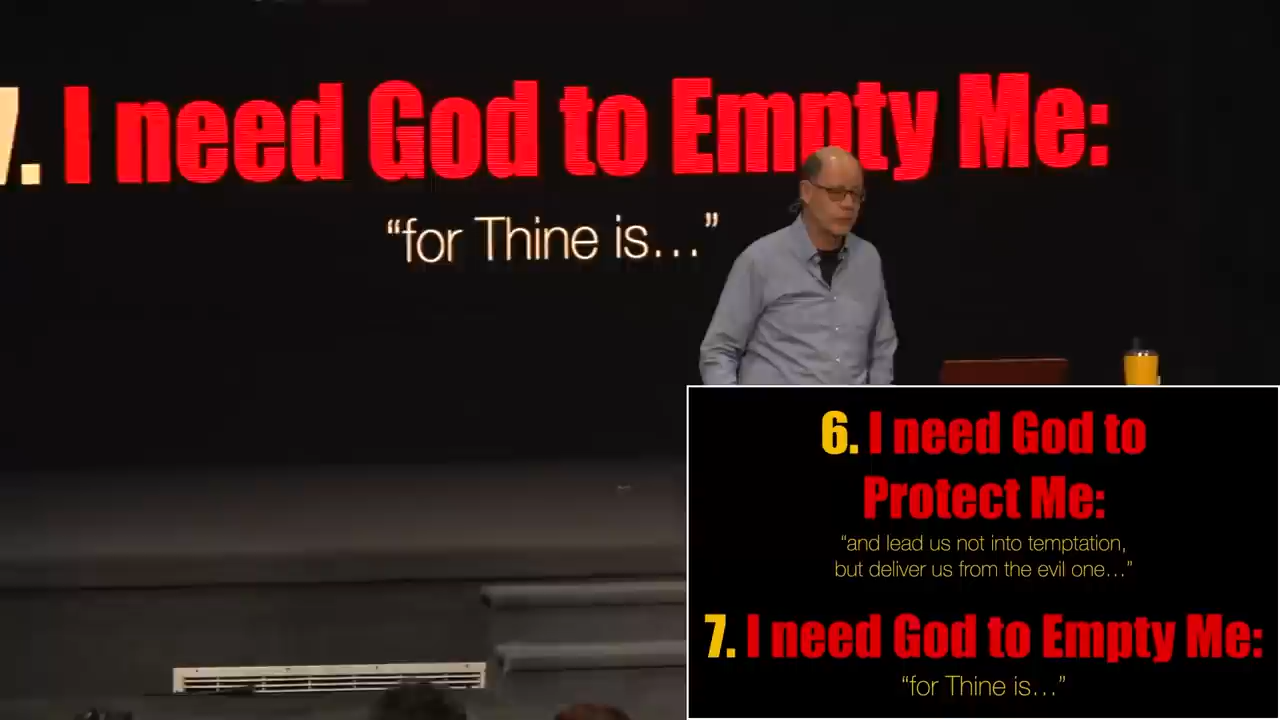 7. I need God to Empty Me:
“for Thine is…”
6. I need God to
Protect Me:
“and lead us not into temptation,
but deliver us from the evil one…”
7. I need God to Empty Me:
“for Thine is…”